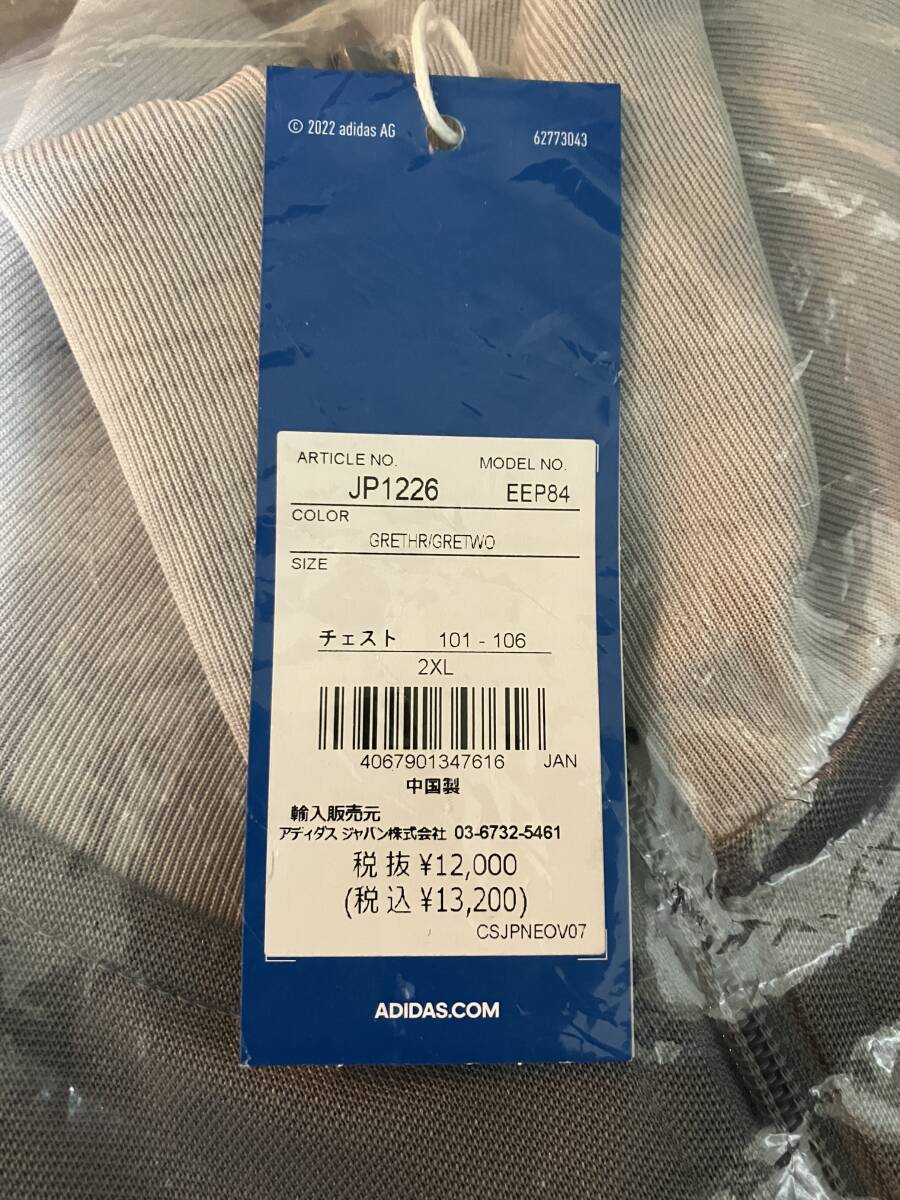 © 2022 adidas AG 62773043
ARTICLE NO. MODEL NO.
JP1226 EEP84
COLOR
GRETHR/GRETWO
SIZE
チェスト 101 - 106
2XL
4067901347616 JAN
中国製
輸入販売元
アディダス ジャパン株式会社 03-6732-5461
税抜 ¥12,000
(税込 ¥13,200)
CSJPNEOV07
ADIDAS.COM